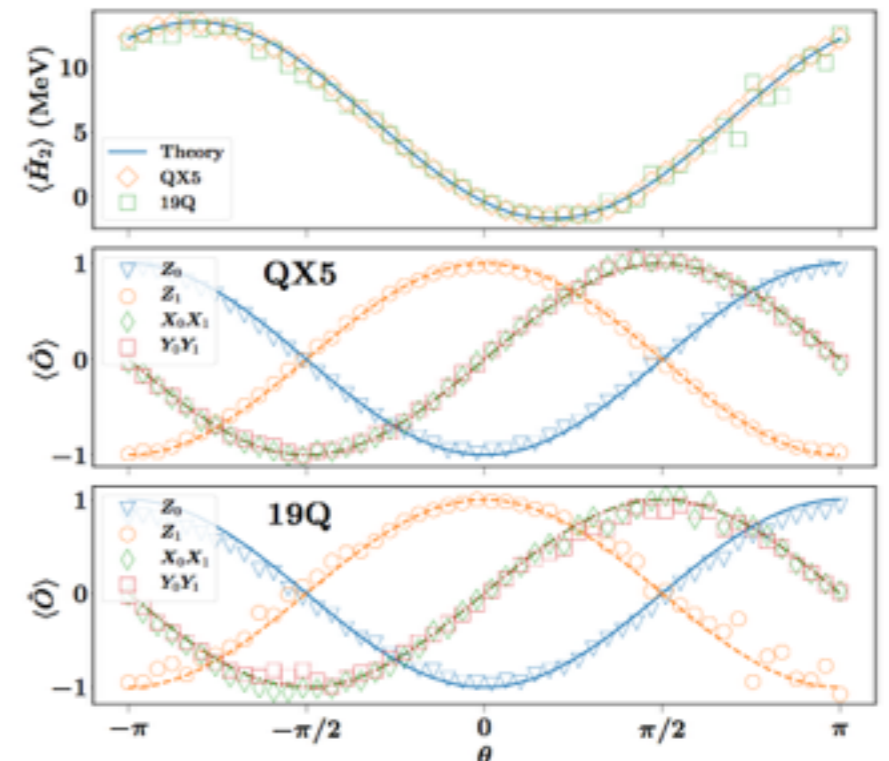 ⟨Ĥ₂⟩ (MeV)
10
5
0
Theory
QX5
19Q
⟨Ô⟩
1
0
−1
Z₀
Z₁
X₀X₁
Y₀Y₁
QX5
⟨Ô⟩
1
0
−1
Z₀
Z₁
X₀X₁
Y₀Y₁
19Q
−π −π/2 0 π/2 π
θ